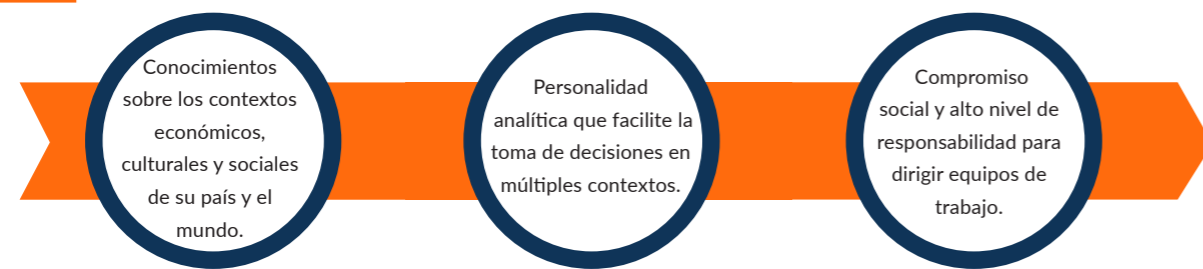 Conocimientos
sobre los contextos
económicos,
culturales y sociales
de su país y el
mundo.
Personalidad
analítica que facilite la
toma de decisiones en
múltiples contextos.
Compromiso
social y alto nivel de
responsabilidad para
dirigir equipos de
trabajo.